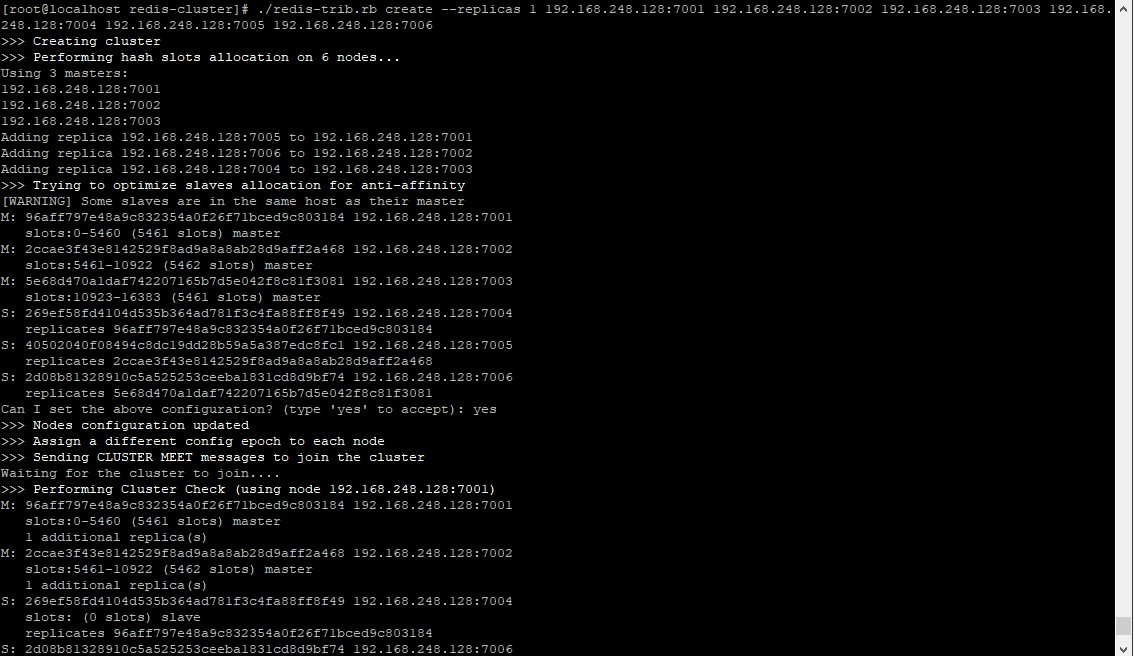 [root@localhost redis-cluster]# ./redis-trib.rb create --replicas 1 192.168.248.128:7001 192.168.248.128:7002 192.168.248.128:7003 192.168.
248.128:7004 192.168.248.128:7005 192.168.248.128:7006
>>> Creating cluster
>>> Performing hash slots allocation on 6 nodes...
Using 3 masters:
192.168.248.128:7001
192.168.248.128:7002
192.168.248.128:7003
Adding replica 192.168.248.128:7005 to 192.168.248.128:7001
Adding replica 192.168.248.128:7006 to 192.168.248.128:7002
Adding replica 192.168.248.128:7004 to 192.168.248.128:7003
>>> Trying to optimize slaves allocation for anti-affinity
[WARNING] Some slaves are in the same host as their master
M: 96aff797e48a9c832354a0f26f71bced9c803184 192.168.248.128:7001
   slots:0-5460 (5461 slots) master
M: 2ccae3f43e8142529f8ad9a8a8ab28d9aff2a468 192.168.248.128:7002
   slots:5461-10922 (5462 slots) master
M: 5e68d470a1daf742207165b7d5e042f8c81f3081 192.168.248.128:7003
   slots:10923-16383 (5461 slots) master
S: 269ef58fd4104d535b364ad781f3c4fa88ff8f49 192.168.248.128:7004
   replicates 96aff797e48a9c832354a0f26f71bced9c803184
S: 40502040f08494c8dc19dd28b59a5a387edc8fc1 192.168.248.128:7005
   replicates 2ccae3f43e8142529f8ad9a8a8ab28d9aff2a468
S: 2d08b81328910c5a525253ceeba1831cd8d9bf74 192.168.248.128:7006
   replicates 5e68d470a1daf742207165b7d5e042f8c81f3081
Can I set the above configuration? (type 'yes' to accept): yes
>>> Nodes configuration updated
>>> Assign a different config epoch to each node
>>> Sending CLUSTER MEET messages to join the cluster
Waiting for the cluster to join....
>>> Performing Cluster Check (using node 192.168.248.128:7001)
M: 96aff797e48a9c832354a0f26f71bced9c803184 192.168.248.128:7001
   slots:0-5460 (5461 slots) master
   1 additional replica(s)
M: 2ccae3f43e8142529f8ad9a8a8ab28d9aff2a468 192.168.248.128:7002
   slots:5461-10922 (5462 slots) master
   1 additional replica(s)
S: 269ef58fd4104d535b364ad781f3c4fa88ff8f49 192.168.248.128:7004
   slots: (0 slots) slave
   replicates 96aff797e48a9c832354a0f26f71bced9c803184
S: 2d08b81328910c5a525253ceeba1831cd8d9bf74 192.168.248.128:7006